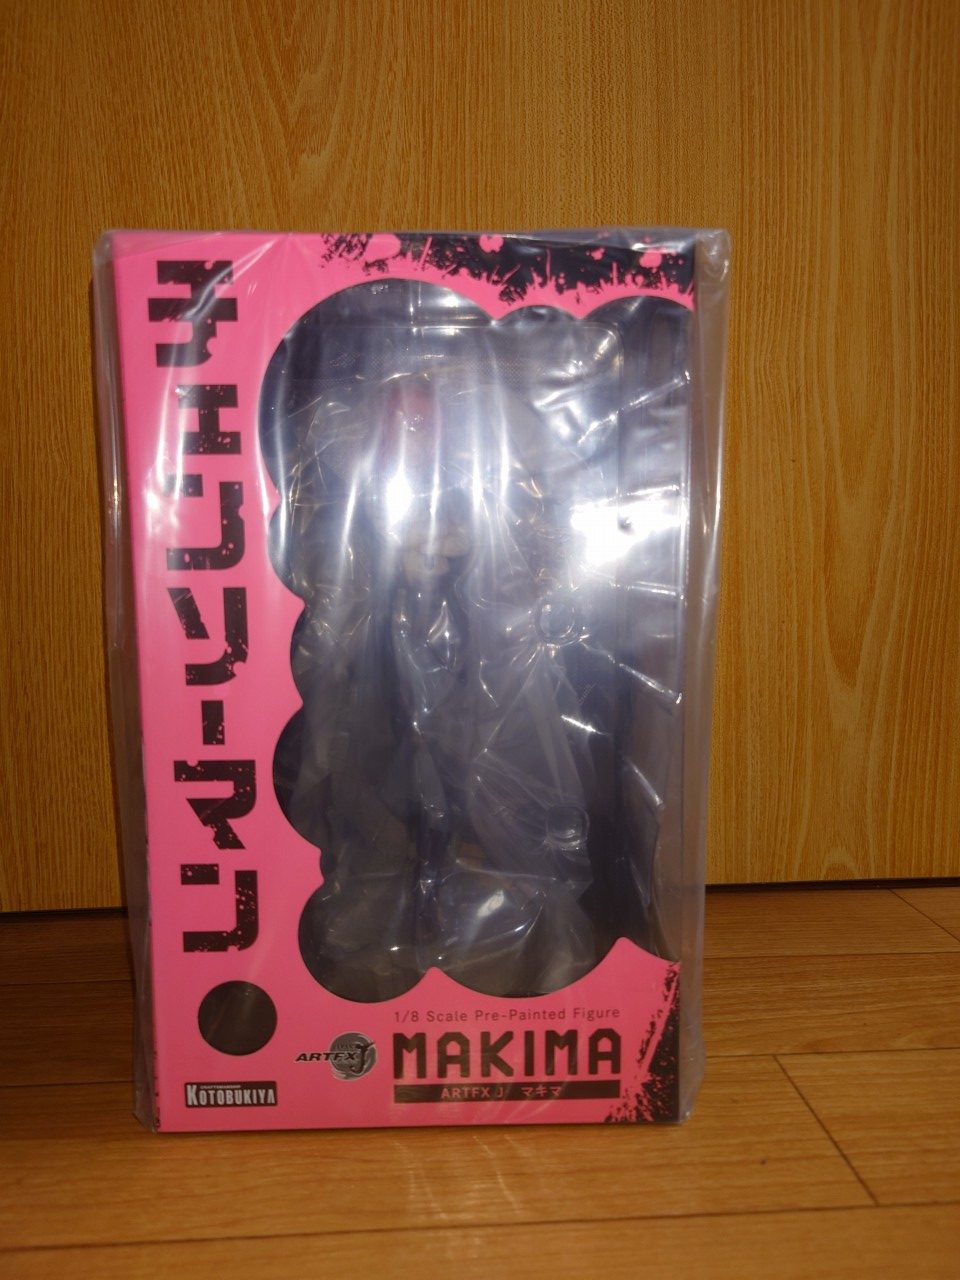 チェンソーマン
1/8 Scale Pre-Painted Figure
ARTFX J
MAKIMA
ARTFX J マキマ
CRAFTSMANSHIP
KOTOBUKIYA